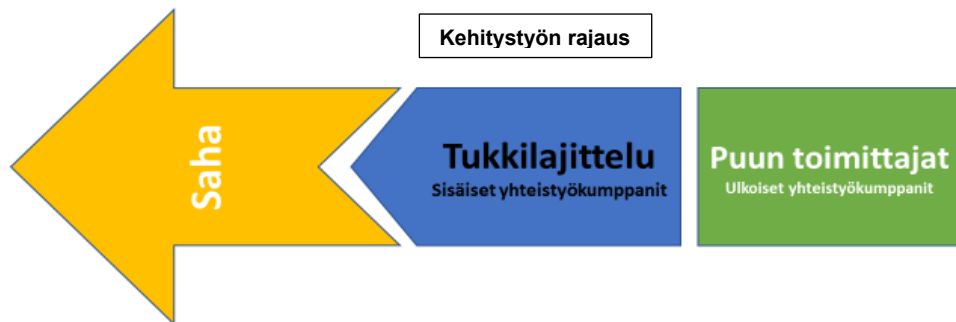 Kehitystyön rajaus
Saha
Tukkilajittelu
Sisäiset yhteistyökumppanit
Puun toimittajat
Ulkoiset yhteistyökumppanit